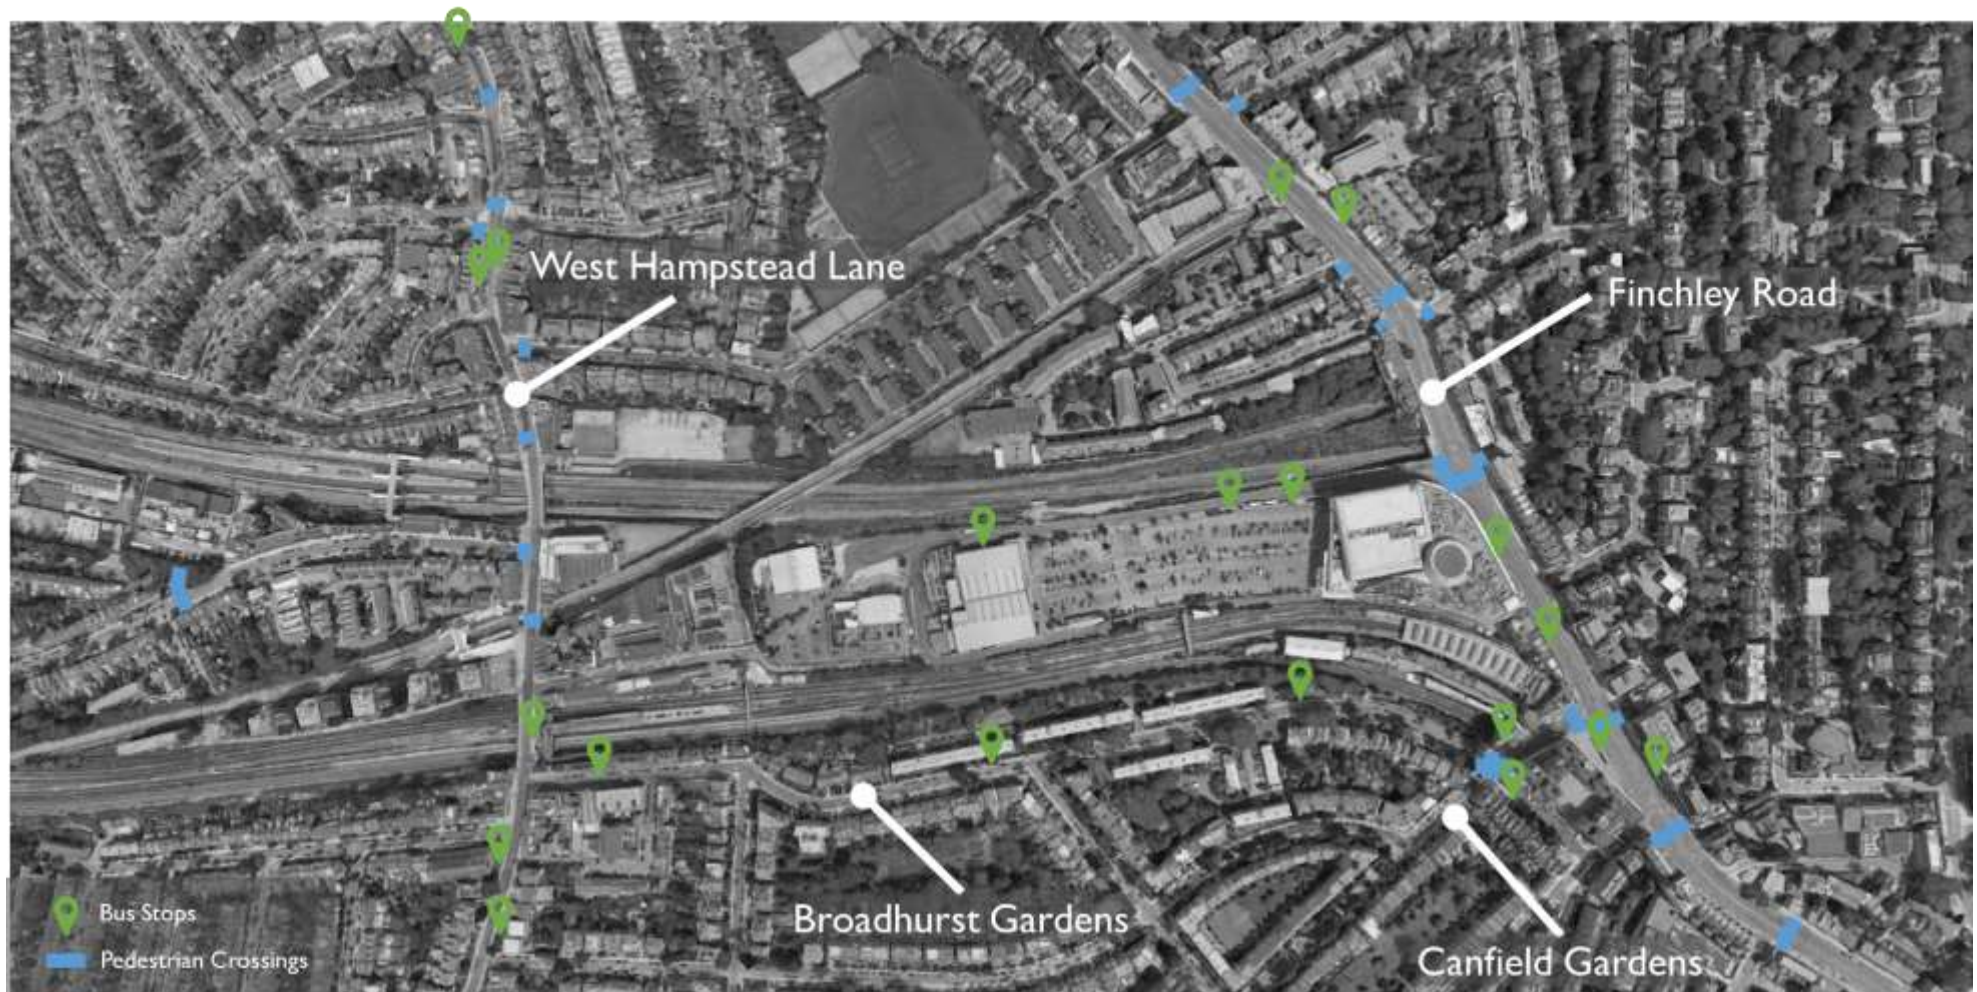 West Hampstead Lane
Finchley Road
Broadhurst Gardens
Canfield Gardens
Bus Stops
Pedestrian Crossings